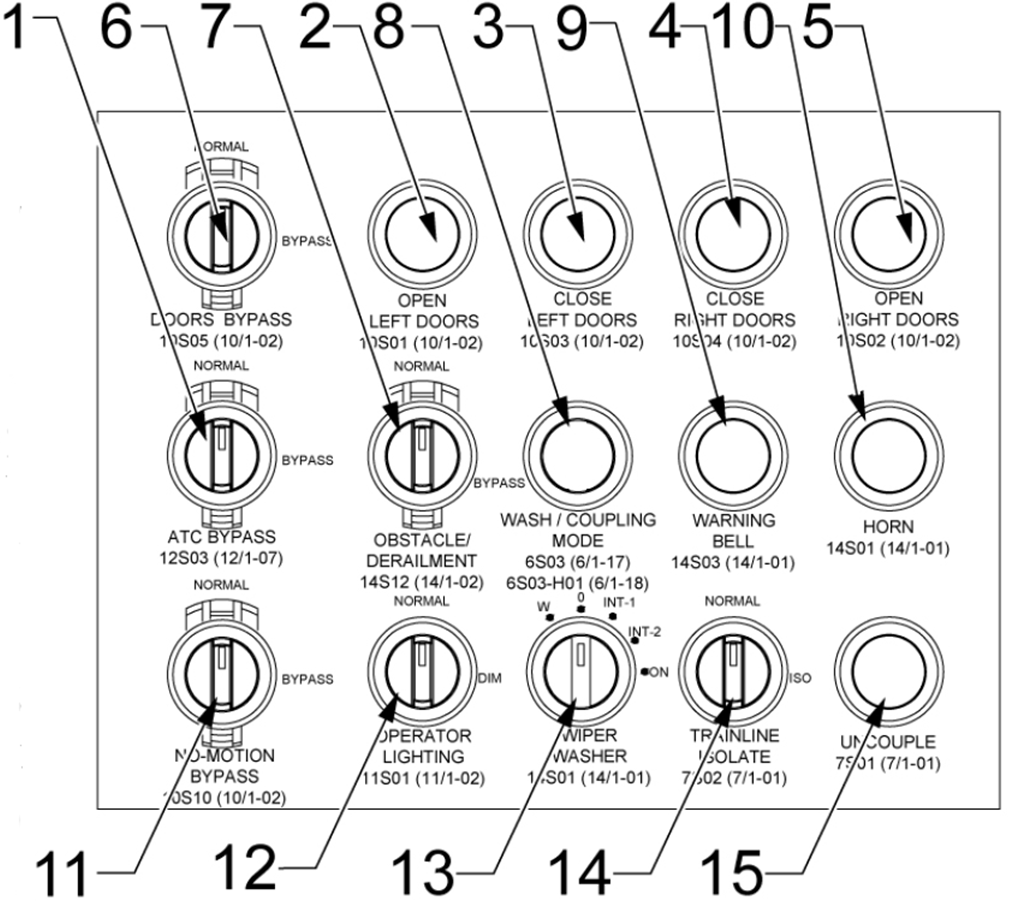 1 6 7 2 8 3 9 4 10 5
NORMAL
BYPASS
DOORS BYPASS
10S05 (10/1-02)
OPEN
LEFT DOORS
10S01 (10/1-02)
CLOSE
LEFT DOORS
10S03 (10/1-02)
CLOSE
RIGHT DOORS
10S04 (10/1-02)
OPEN
RIGHT DOORS
10S02 (10/1-02)
NORMAL
BYPASS
ATC BYPASS
12S03 (12/1-07)
NORMAL
BYPASS
OBSTACLE/
DERAILMENT
14S12 (14/1-02)
WASH / COUPLING
MODE
6S03 (6/1-17)
6S03-H01 (6/1-18)
WARNING
BELL
14S03 (14/1-01)
HORN
14S01 (14/1-01)
NORMAL
BYPASS
NO-MOTION
BYPASS
10S10 (10/1-02)
NORMAL
DIM
OPERATOR
LIGHTING
11S01 (11/1-02)
W 0 INT-1
INT-2
ON
WIPER
WASHER
(14/1-01)
NORMAL
ISO
TRAINLINE
ISOLATE
7S02 (7/1-01)
UNCOUPLE
7S01 (7/1-01)
11 12 13 14 15